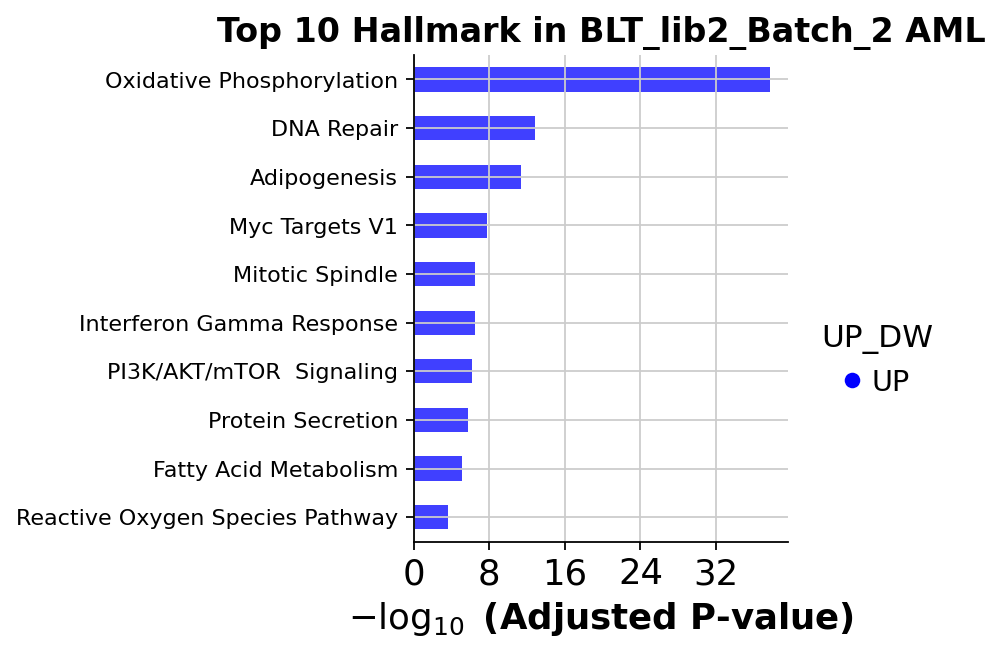 Top 10 Hallmark in BLT_lib2_Batch_2 AML
Oxidative Phosphorylation
DNA Repair
Adipogenesis
Myc Targets V1
Mitotic Spindle
Interferon Gamma Response
PI3K/AKT/mTOR  Signaling
Protein Secretion
Fatty Acid Metabolism
Reactive Oxygen Species Pathway
UP_DW
UP
0 8 16 24 32
−log₁₀ (Adjusted P-value)